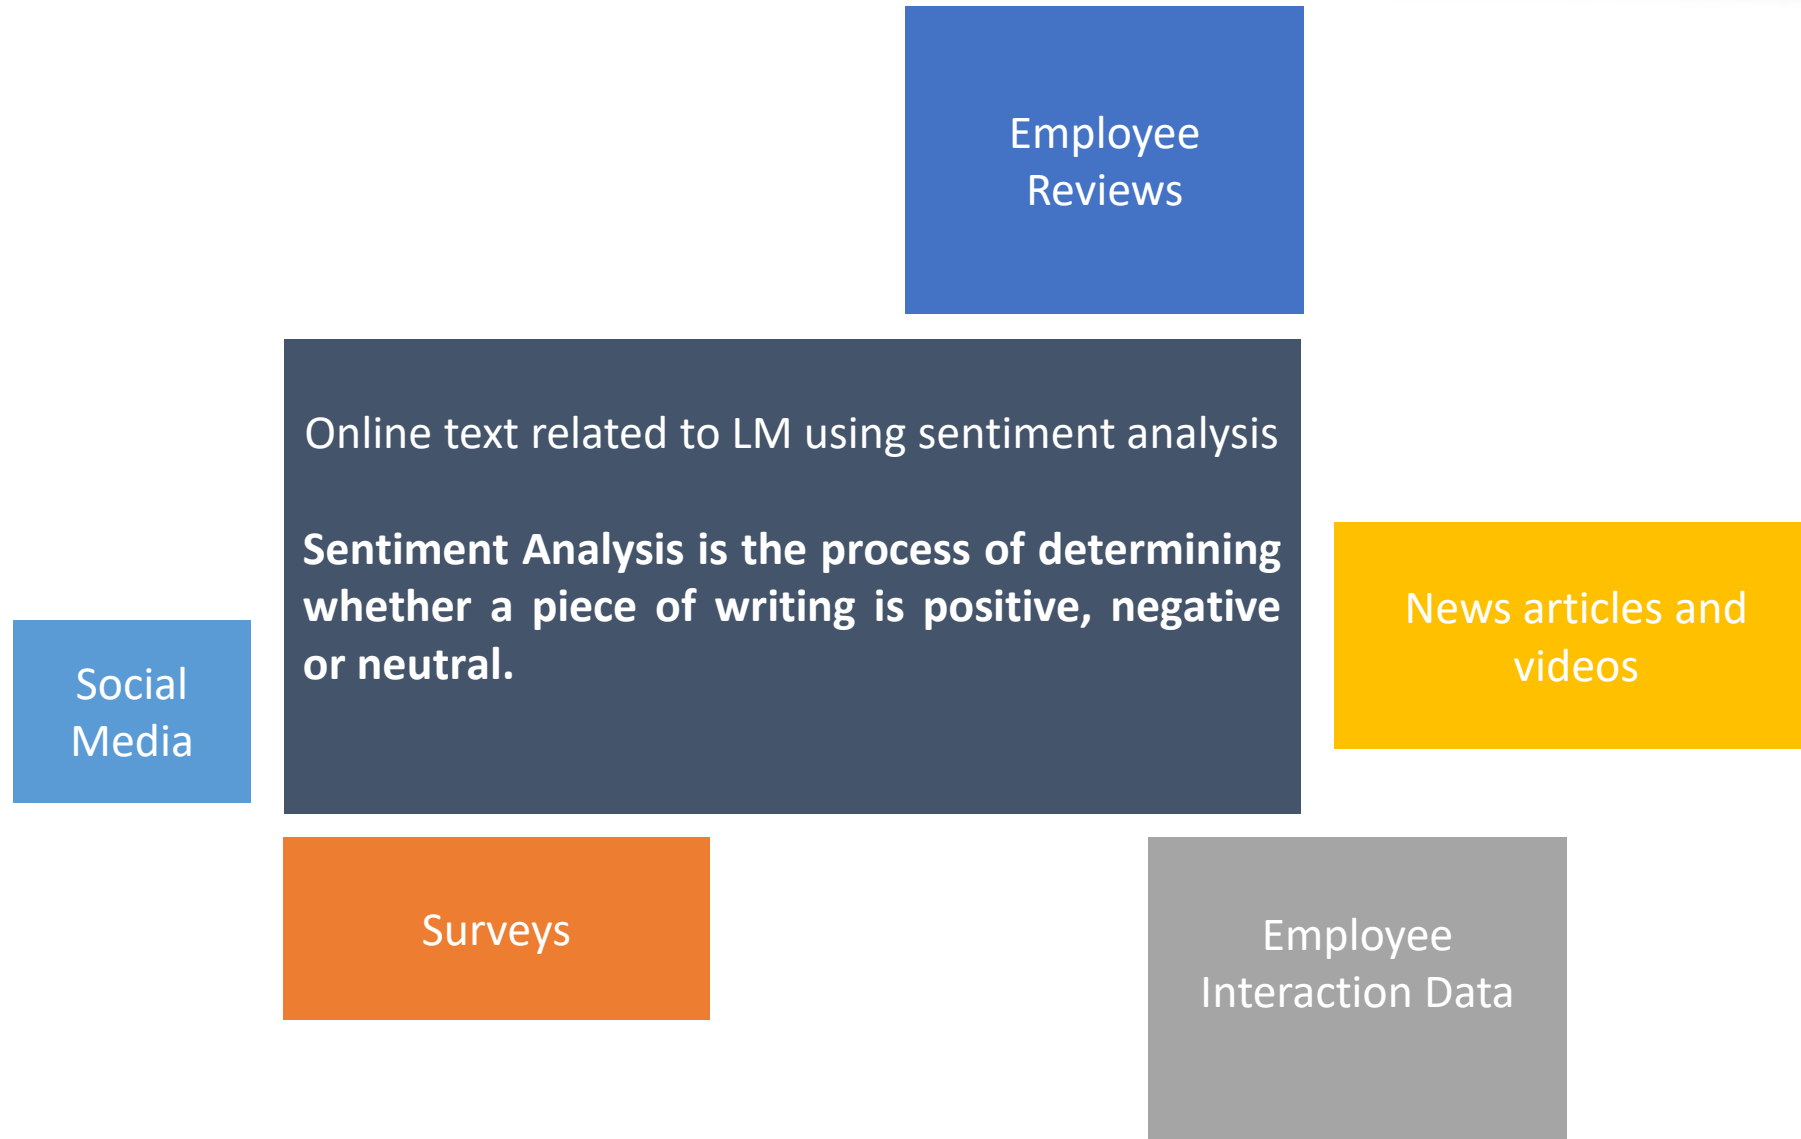 Employee
Reviews
Online text related to LM using sentiment analysis
Sentiment Analysis is the process of determining
whether a piece of writing is positive, negative
or neutral.
News articles and
videos
Social
Media
Surveys
Employee
Interaction Data